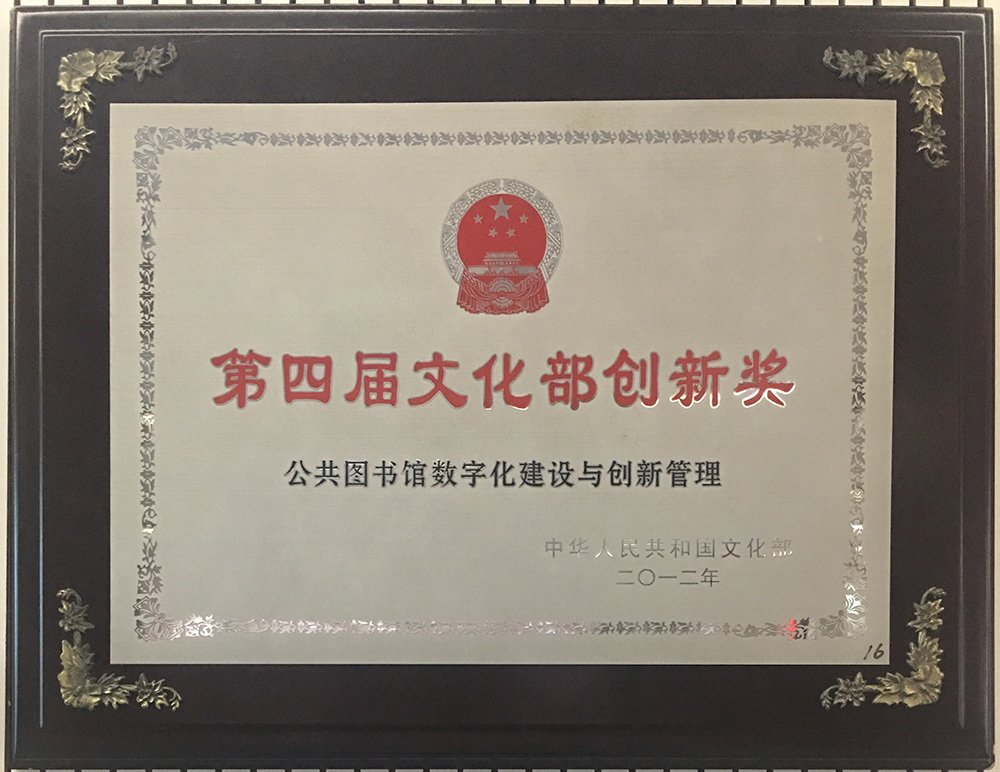 第四届文化部创新奖
公共图书馆数字化建设与创新管理
中华人民共和国文化部
二〇一二年
16